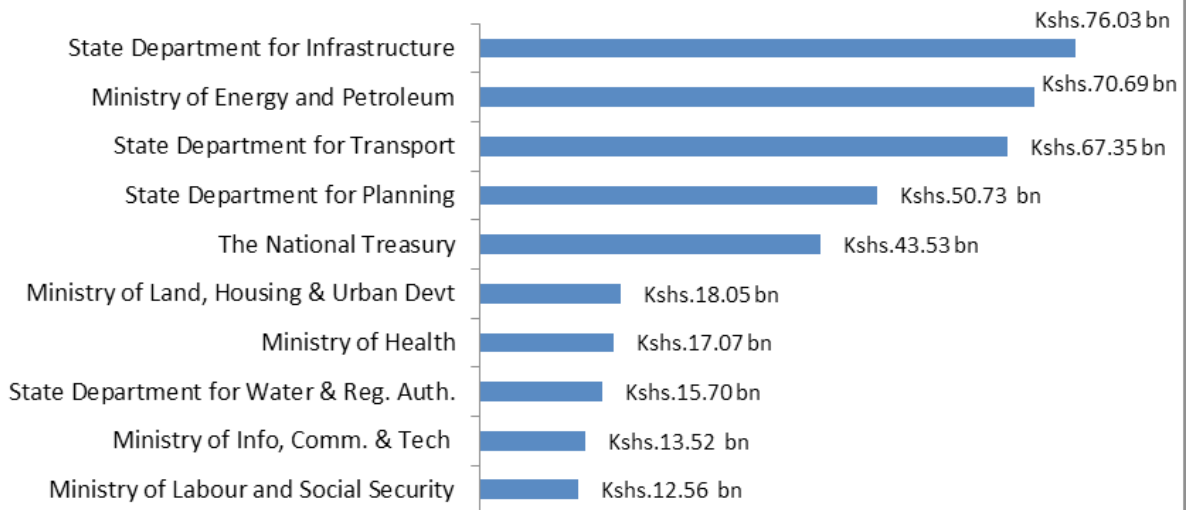 Kshs.76.03 bn
State Department for Infrastructure
Ministry of Energy and Petroleum Kshs.70.69 bn
State Department for Transport Kshs.67.35 bn
State Department for Planning Kshs.50.73 bn
The National Treasury Kshs.43.53 bn
Ministry of Land, Housing & Urban Devt Kshs.18.05 bn
Ministry of Health Kshs.17.07 bn
State Department for Water & Reg. Auth. Kshs.15.70 bn
Ministry of Info, Comm. & Tech Kshs.13.52 bn
Ministry of Labour and Social Security Kshs.12.56 bn